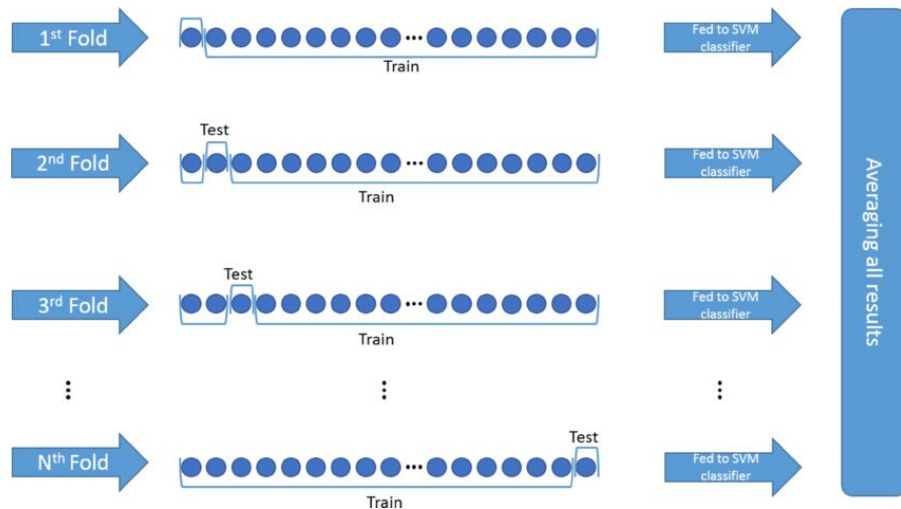 1st Fold
...
Train
Fed to SVM
classifier
Test
2nd Fold
...
Train
Fed to SVM
classifier
Test
3rd Fold
...
Train
Fed to SVM
classifier
Test
Nth Fold
...
Train
Fed to SVM
classifier
Averaging all results